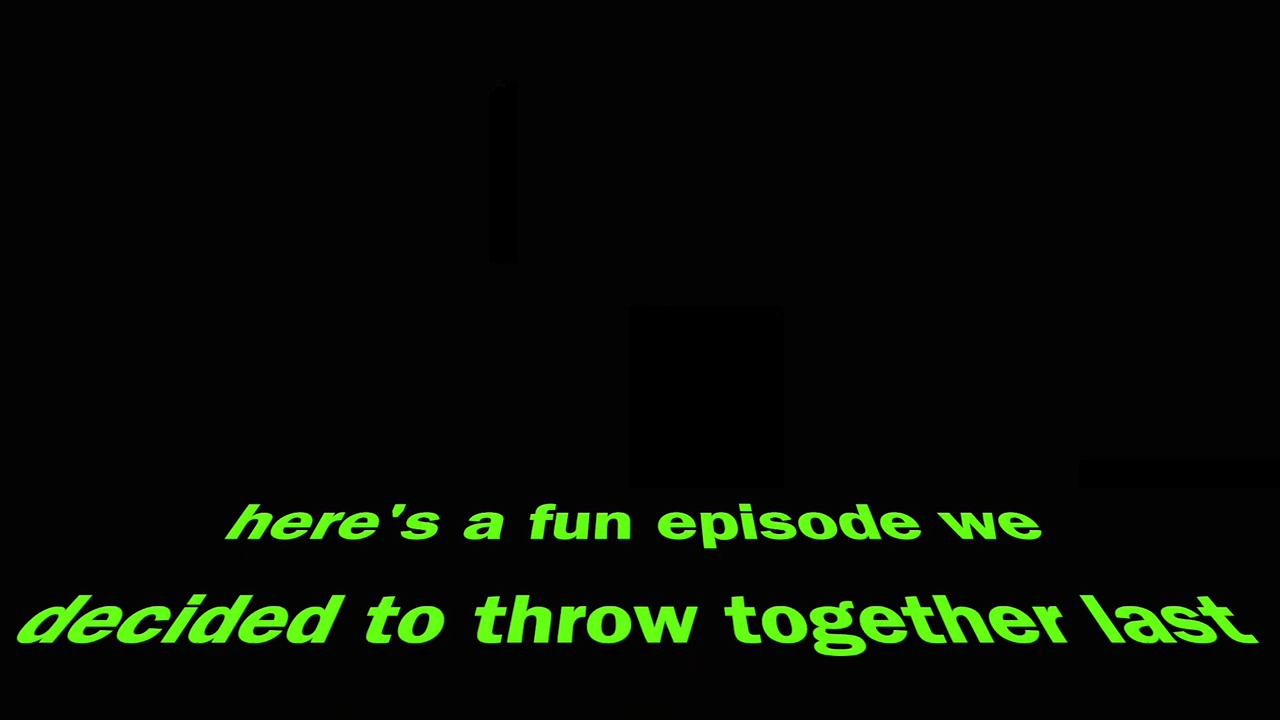 here's a fun episode we
decided to throw together last